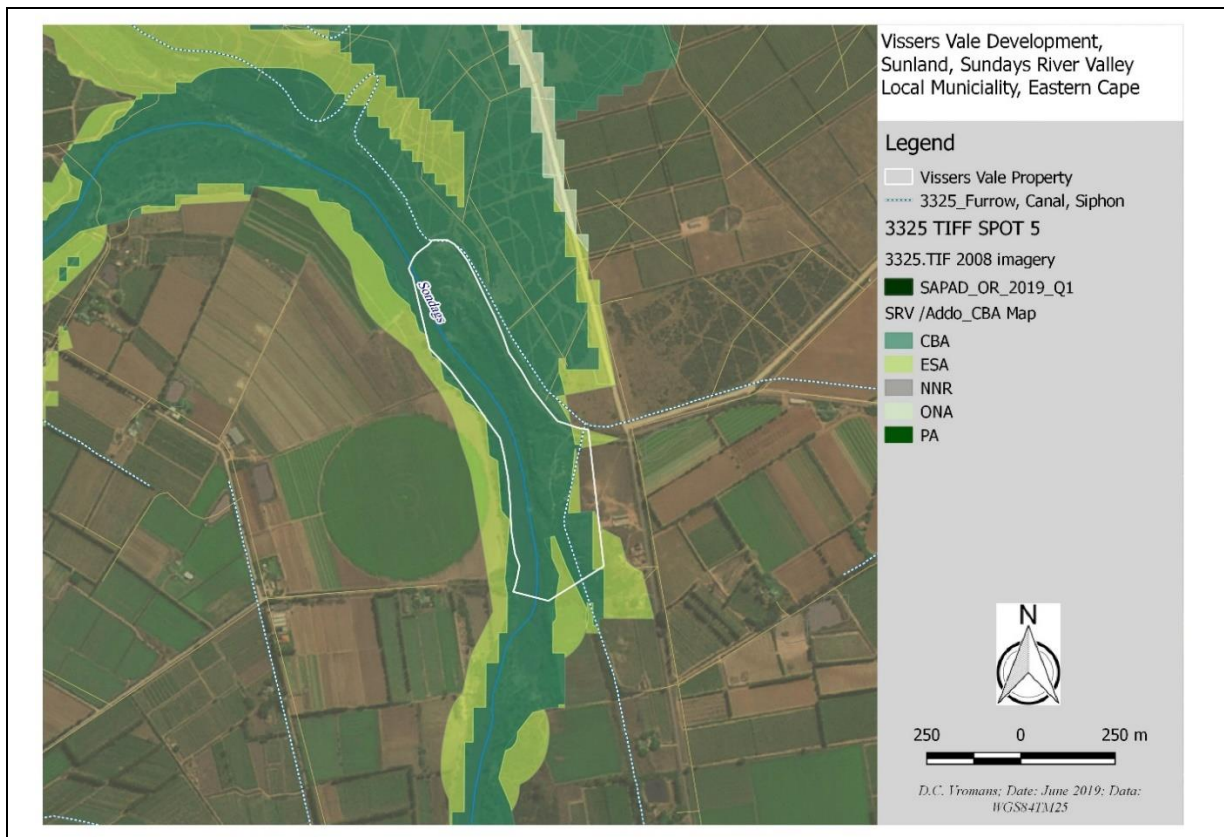 Vissers Vale Development,
Sunland, Sundays River Valley
Local Municiality, Eastern Cape
Legend
Vissers Vale Property
3325_Furrow, Canal, Siphon
3325 TIFF SPOT 5
3325.TIF 2008 imagery
SAPAD_OR_2019_Q1
SRV /Addo_CBA Map
CBA
ESA
NNR
ONA
PA
Sondags
N
250 0 250 m
D.C. Vromans; Date: June 2019; Data:
WGS84TM25